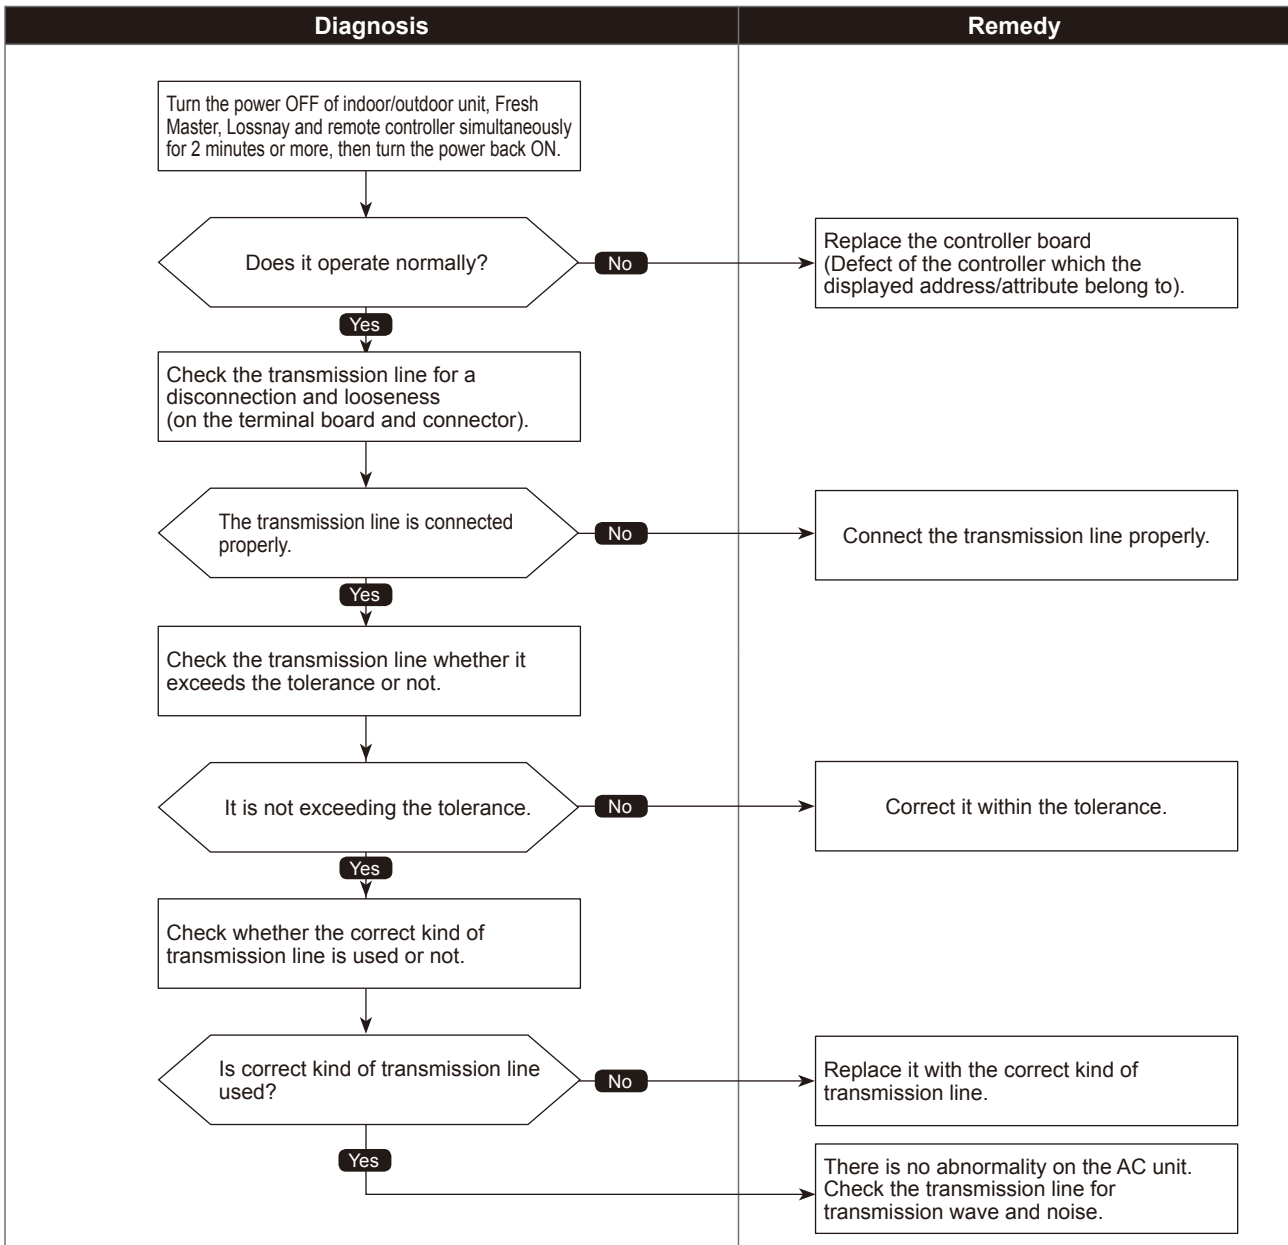 Diagnosis
Remedy
Turn the power OFF of indoor/outdoor unit, Fresh
Master, Lossnay and remote controller simultaneously
for 2 minutes or more, then turn the power back ON.
Does it operate normally?
No
Replace the controller board
(Defect of the controller which the
displayed address/attribute belong to).
Yes
Check the transmission line for a
disconnection and looseness
(on the terminal board and connector).
The transmission line is connected
properly.
No
Connect the transmission line properly.
Yes
Check the transmission line whether it
exceeds the tolerance or not.
It is not exceeding the tolerance.
No
Correct it within the tolerance.
Yes
Check whether the correct kind of
transmission line is used or not.
Is correct kind of transmission line
used?
No
Replace it with the correct kind of
transmission line.
Yes
There is no abnormality on the AC unit.
Check the transmission line for
transmission wave and noise.